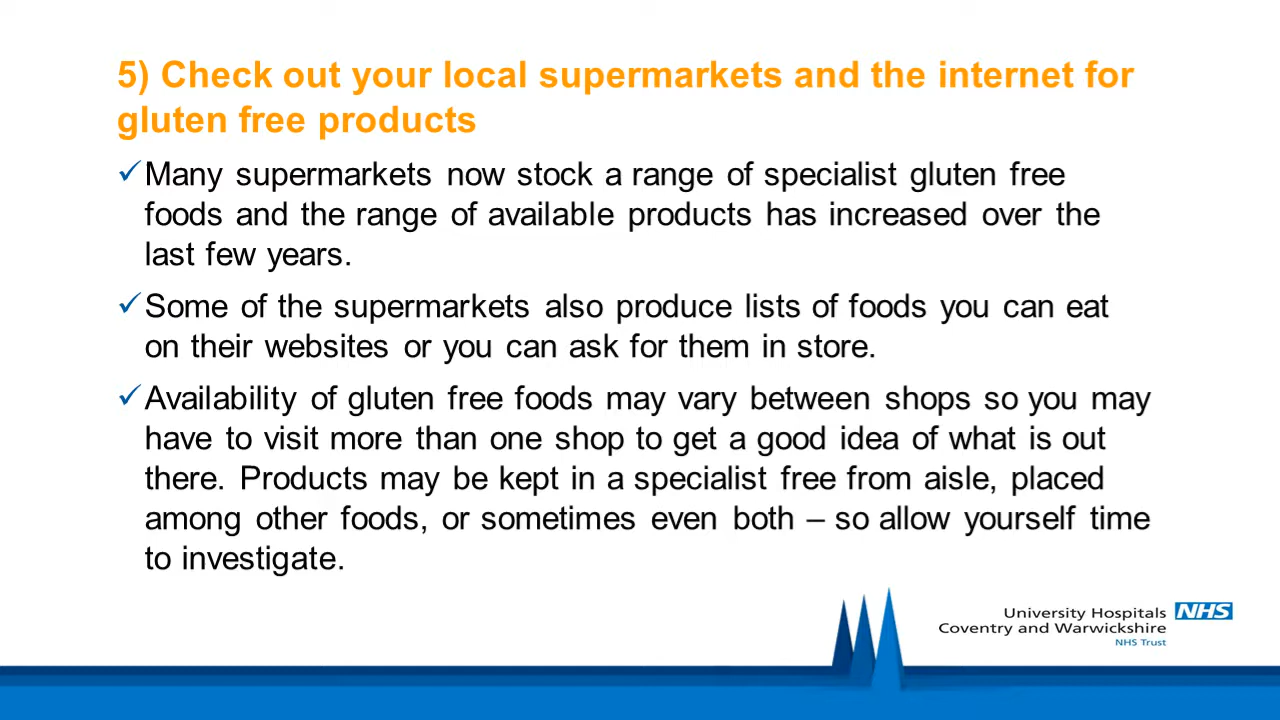 5) Check out your local supermarkets and the internet for
gluten free products
✓Many supermarkets now stock a range of specialist gluten free
foods and the range of available products has increased over the
last few years.
✓Some of the supermarkets also produce lists of foods you can eat
on their websites or you can ask for them in store.
✓Availability of gluten free foods may vary between shops so you may
have to visit more than one shop to get a good idea of what is out
there. Products may be kept in a specialist free from aisle, placed
among other foods, or sometimes even both – so allow yourself time
to investigate.
University Hospitals NHS
Coventry and Warwickshire
NHS Trust